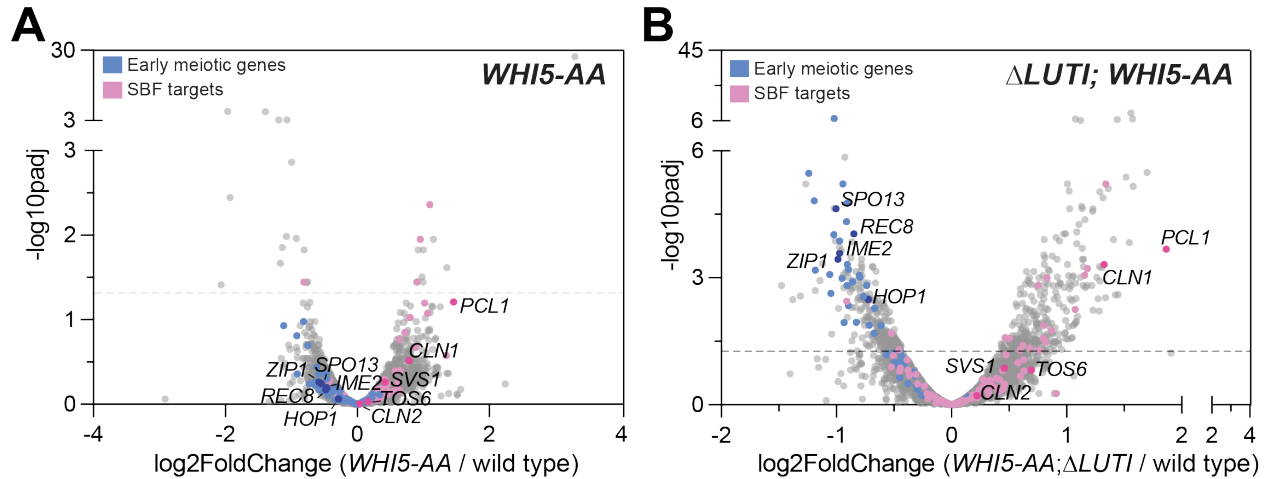 A
30
Early meiotic genes
SBF targets
WHI5-AA
3
3
2
1
0
-log10padj
PCL1
CLN1
SPO13
ZIP1
IME2
SVS1
REC8
TOS6
HOP1
CLN2
-4
-2
0
2
4
log2FoldChange (WHI5-AA / wild type)
B
45
Early meiotic genes
SBF targets
ΔLUTI; WHI5-AA
6
6
3
0
-log10padj
SPO13
REC8
IME2
ZIP1
HOP1
PCL1
CLN1
SVS1
TOS6
CLN2
-2
-1
0
1
2
2
4
log2FoldChange (WHI5-AA;ΔLUTI / wild type)